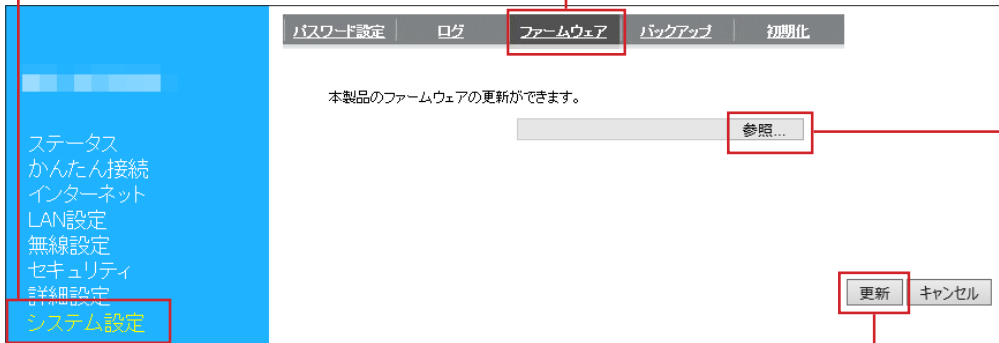 パスワード設定 ログ ファームウェア バックアップ 初期化
本製品のファームウェアの更新ができます。
参照...
ステータス
かんたん接続
インターネット
LAN設定
無線設定
セキュリティ
詳細設定
システム設定
更新 キャンセル